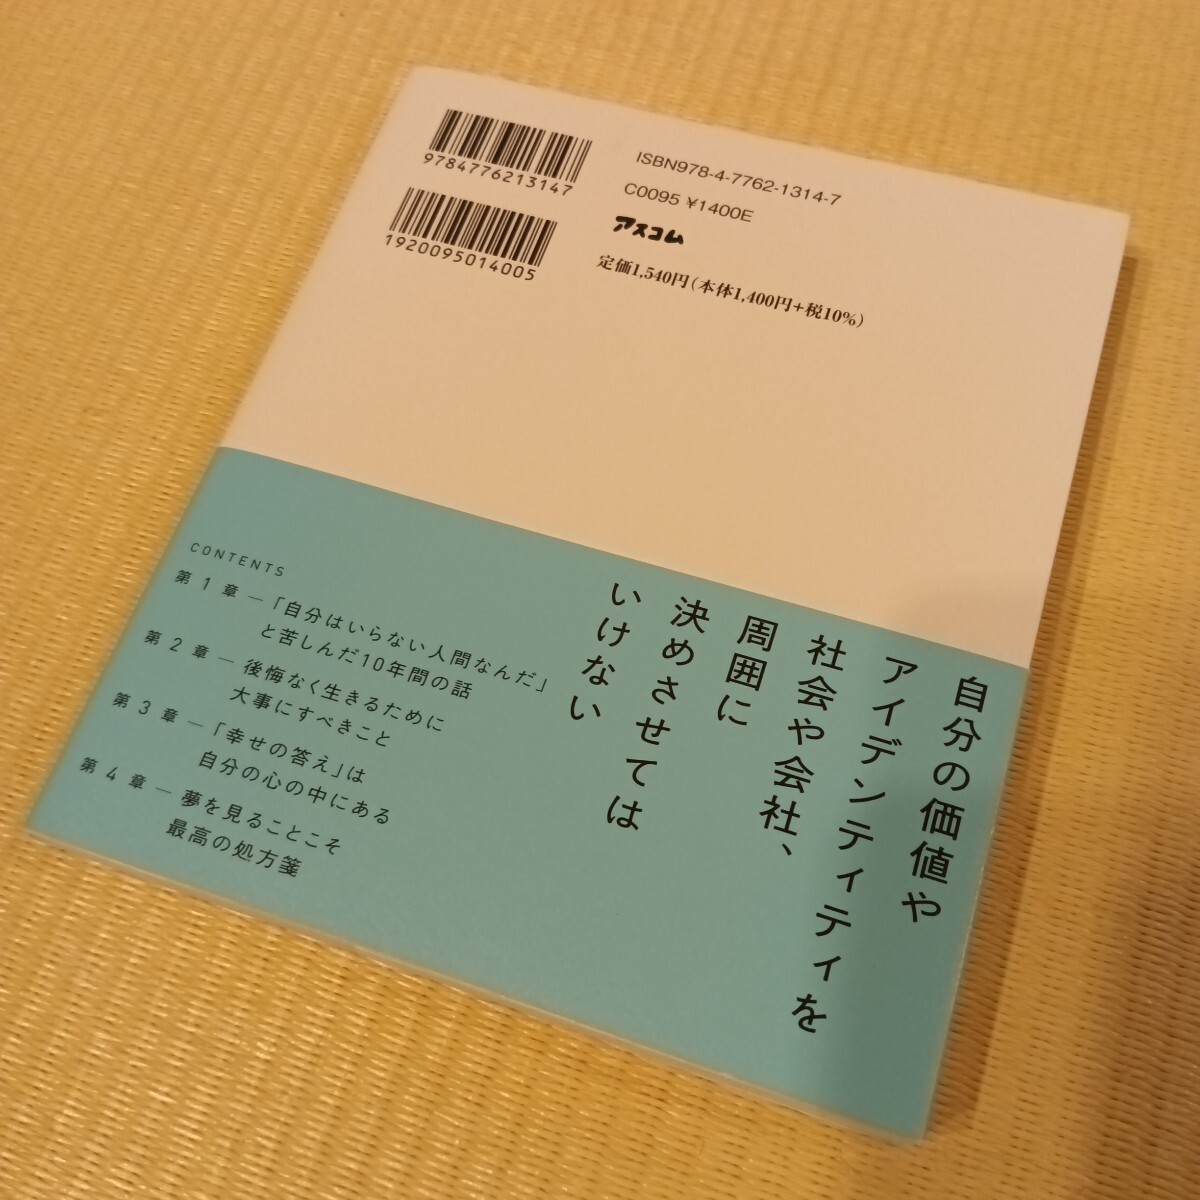 9784776213147
1920095014005
ISBN978-4-7762-1314-7
C0095 ¥1400E
アスコム
定価1,540円(本体1,400円+税10%)
自分の価値や
アイデンティティを
社会や会社、
周囲に
決めさせては
いけない
CONTENTS
第1章―「自分はいらない人間なんだ」
と苦しんだ10年間の話
第2章―後悔なく生きるために
大事にすべきこと
第3章―「幸せの答え」は
自分の心の中にある
第4章―夢を見ることこそ
最高の処方箋